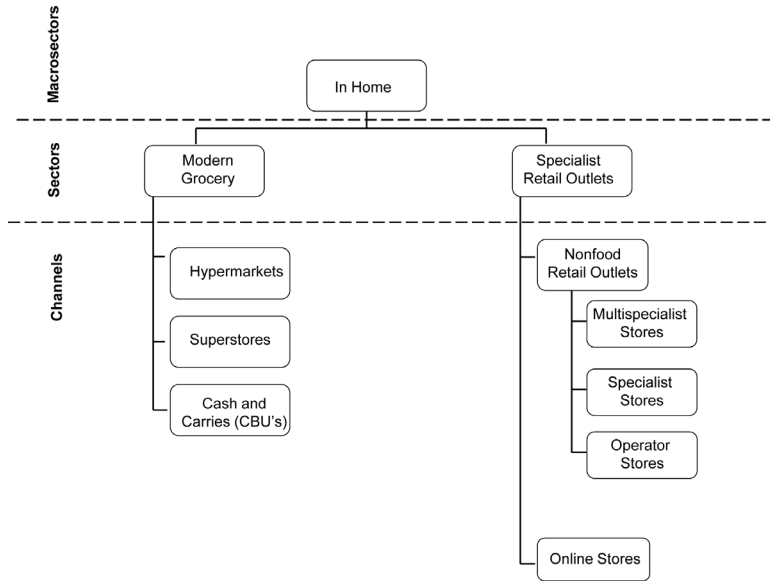 Macrosectors
In Home
Sectors
Modern
Grocery
Specialist
Retail Outlets
Channels
Hypermarkets
Superstores
Cash and
Carries (CBU's)
Nonfood
Retail Outlets
Multispecialist
Stores
Specialist
Stores
Operator
Stores
Online Stores